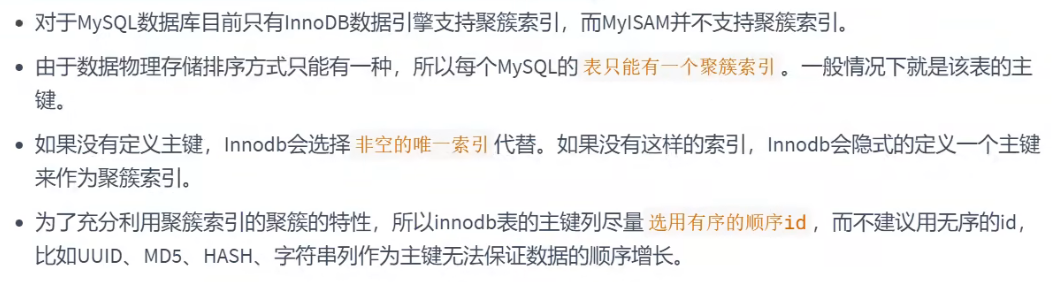 • 对于MySQL数据库目前只有InnoDB数据引擎支持聚簇索引，而MyISAM并不支持聚簇索引。
• 由于数据物理存储排序方式只能有一种，所以每个MySQL的 表只能有一个聚簇索引 。一般情况下就是该表的主
键。
• 如果没有定义主键，Innodb会选择 非空的唯一索引 代替。如果没有这样的索引，Innodb会隐式的定义一个主键
来作为聚簇索引。
• 为了充分利用聚簇索引的聚簇的特性，所以innodb表的主键列尽量 选用有序的顺序id ，而不建议用无序的id，
比如UUID、MD5、HASH、字符串列作为主键无法保证数据的顺序增长。